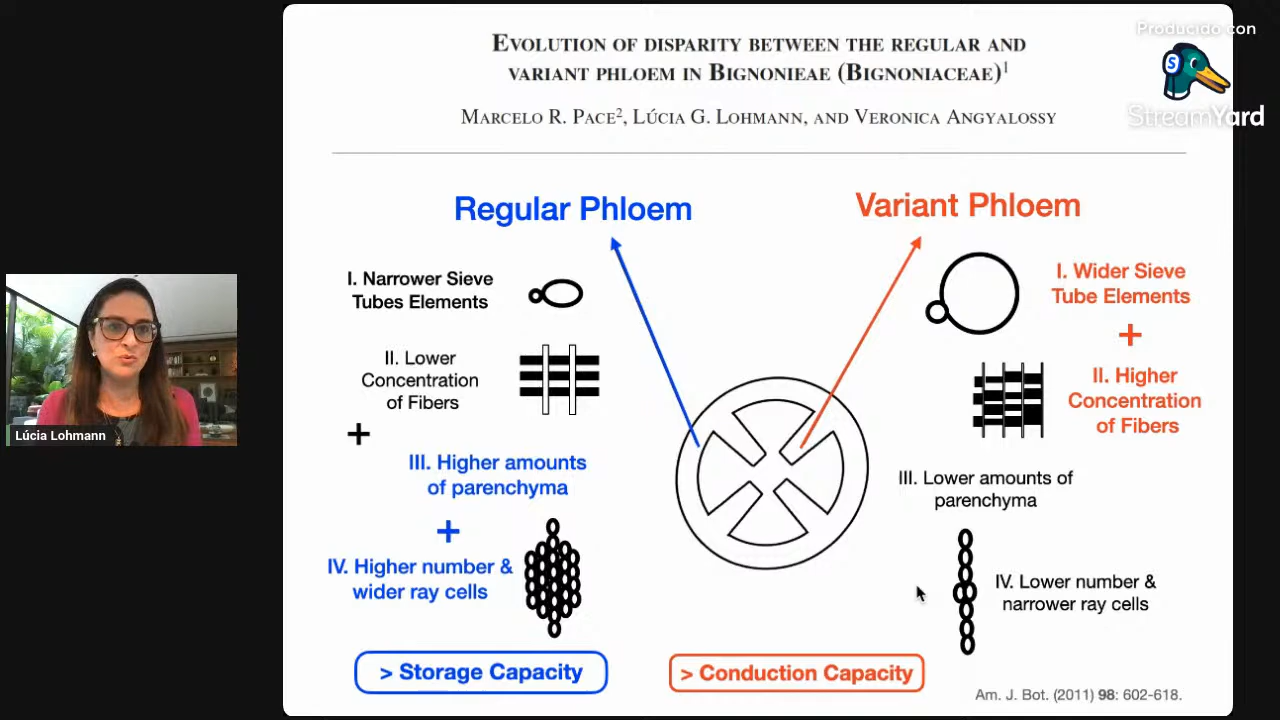 EVOLUTION OF DISPARITY BETWEEN THE REGULAR AND
VARIANT PHLOEM IN BIGNONIEAE (BIGNONIACEAE)¹
MARCELO R. PACE², LÚCIA G. LOHMANN, AND VERONICA ANGYALOSSY
Producido con
StreamYard
Regular Phloem
Variant Phloem
I. Narrower Sieve
Tubes Elements
II. Lower
Concentration
of Fibers
+
III. Higher amounts
of parenchyma
+
IV. Higher number &
wider ray cells
> Storage Capacity
I. Wider Sieve
Tube Elements
+
II. Higher
Concentration
of Fibers
III. Lower amounts of
parenchyma
IV. Lower number &
narrower ray cells
> Conduction Capacity
Am. J. Bot. (2011) 98: 602-618.
Lúcia Lohmann